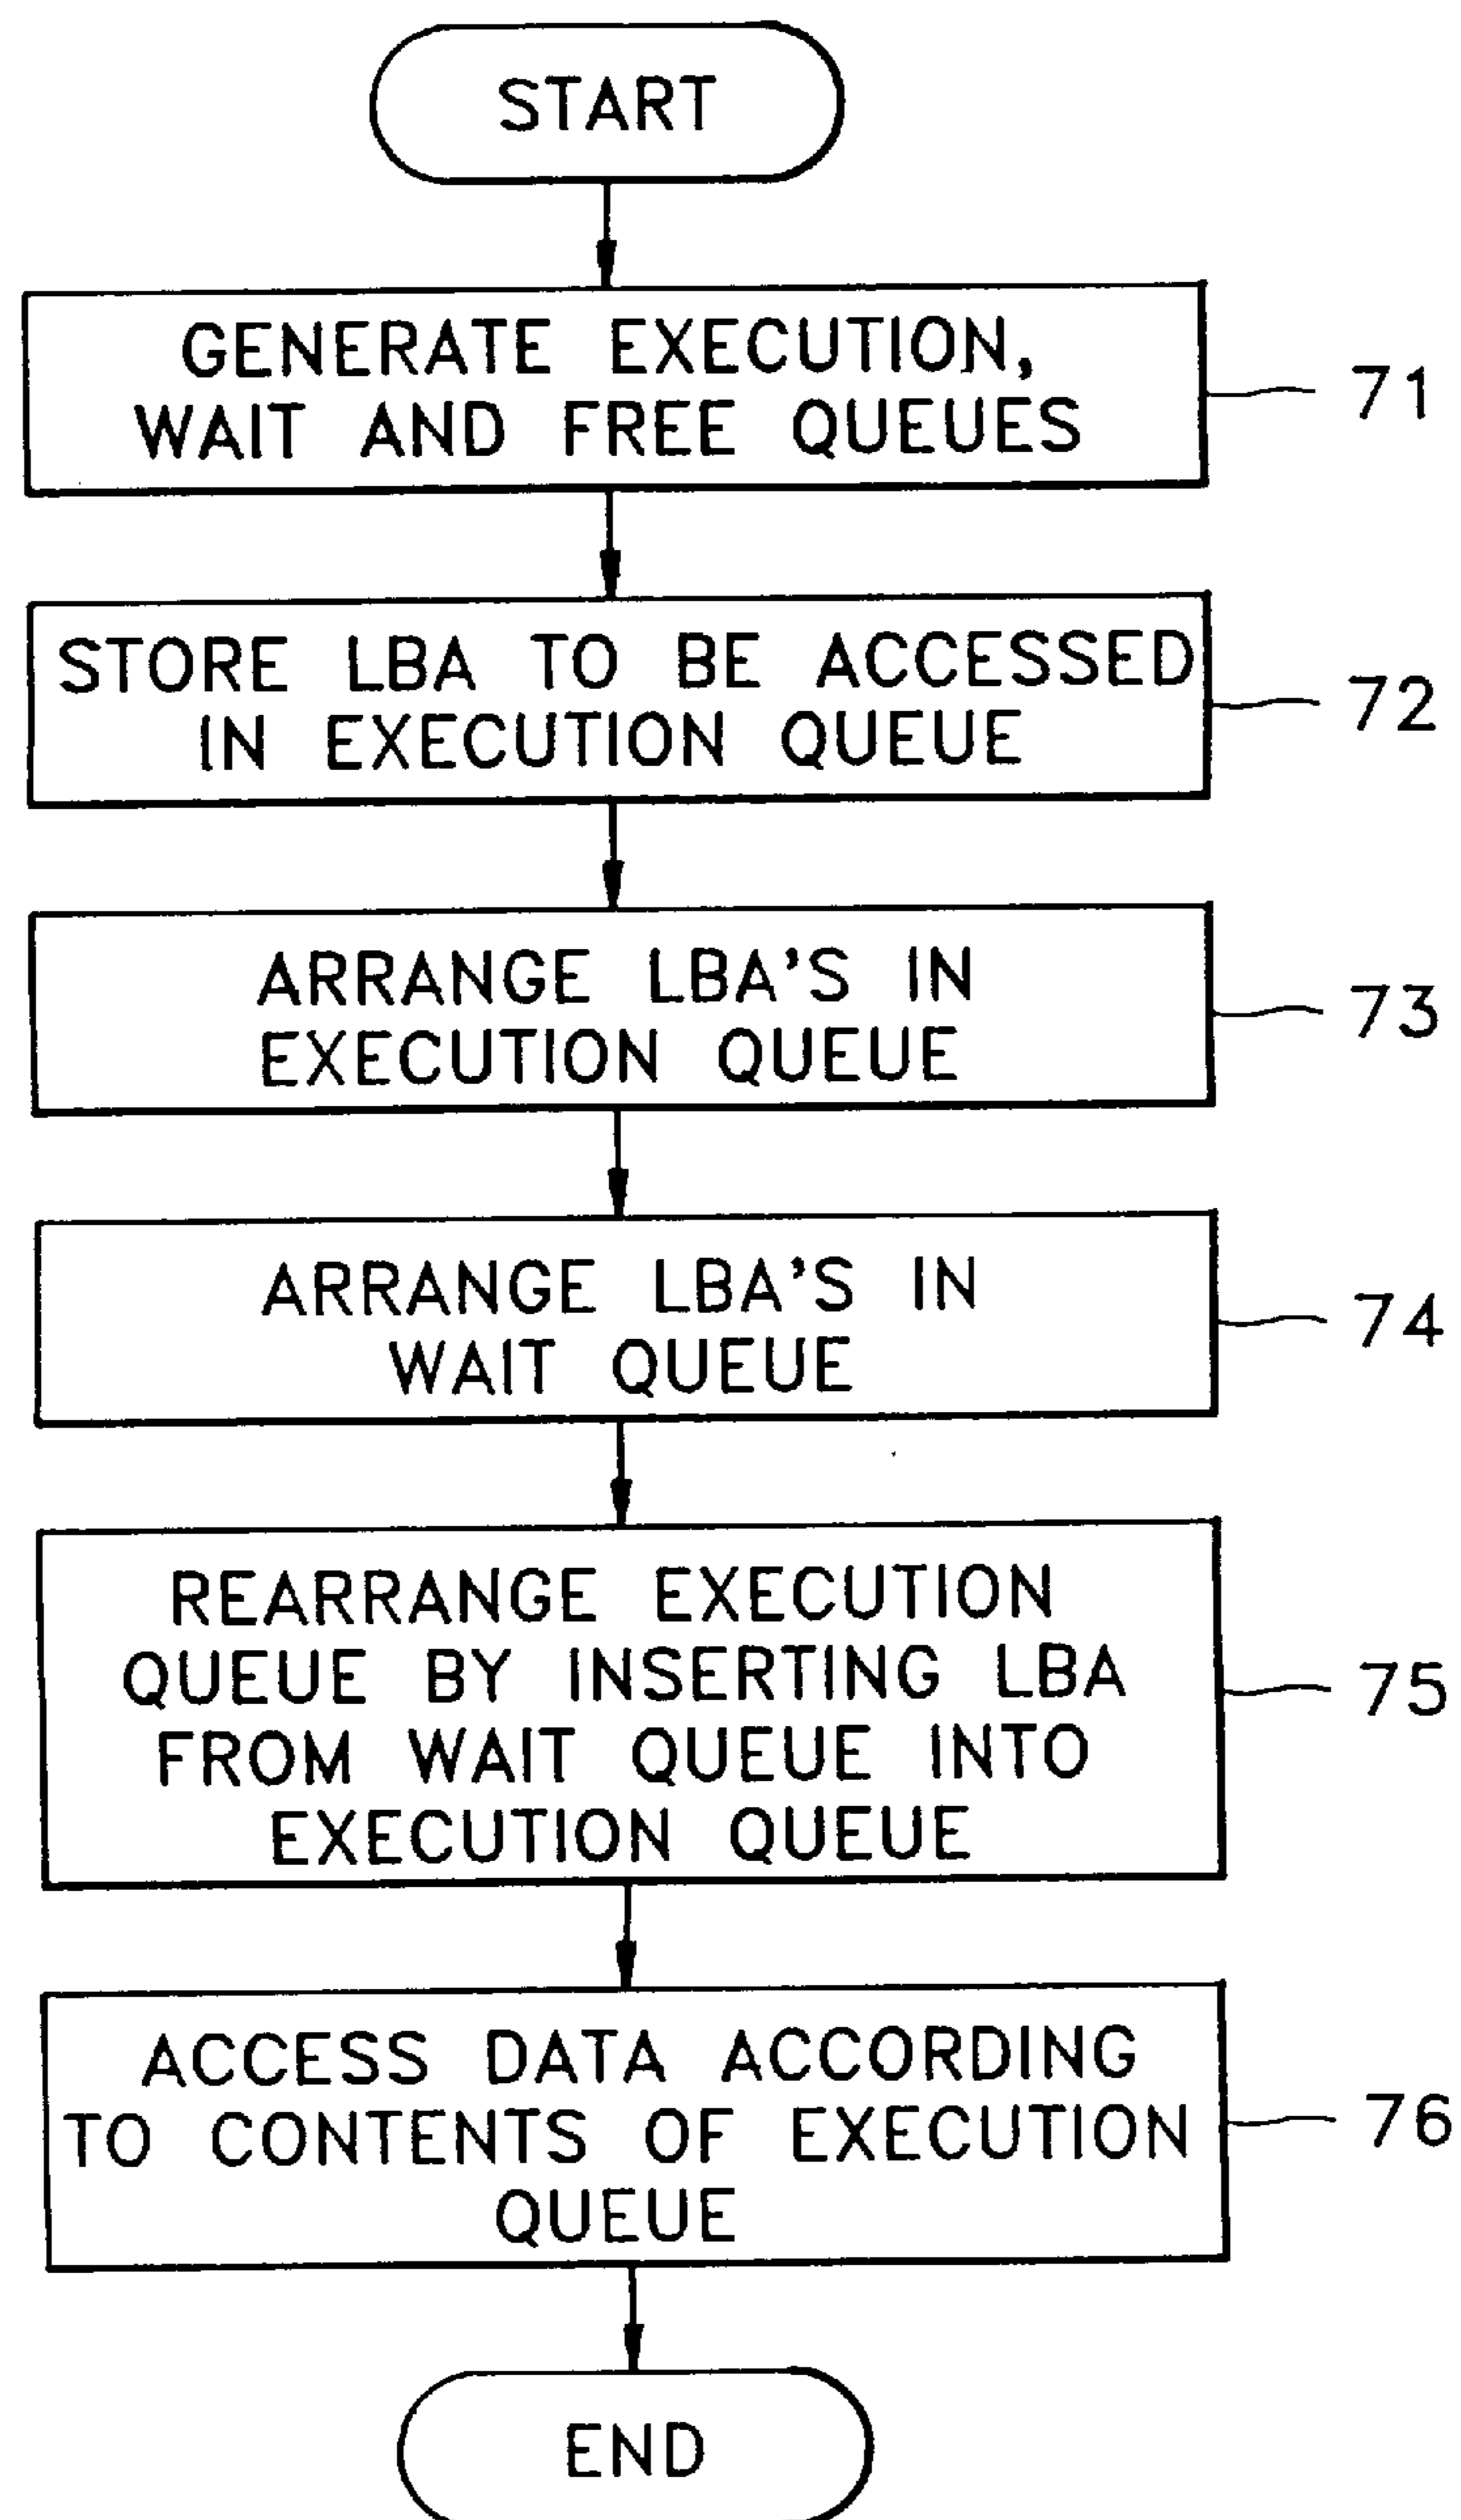 START
GENERATE EXECUTION,
WAIT AND FREE QUEUES
71
STORE LBA TO BE ACCESSED
IN EXECUTION QUEUE
72
ARRANGE LBA'S IN
EXECUTION QUEUE
73
ARRANGE LBA'S IN
WAIT QUEUE
74
REARRANGE EXECUTION
QUEUE BY INSERTING LBA
FROM WAIT QUEUE INTO
EXECUTION QUEUE
75
ACCESS DATA ACCORDING
TO CONTENTS OF EXECUTION
QUEUE
76
END